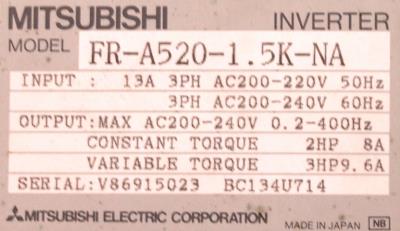 MITSUBISHI INVERTER
MODEL FR-A520-1.5K-NA
INPUT : 13A 3PH AC200-220V 50Hz
3PH AC200-240V 60Hz
OUTPUT:MAX AC200-240V 0.2-400Hz
CONSTANT TORQUE 2HP 8A
VARIABLE TORQUE 3HP9.6A
SERIAL:V86915023 BC134U714
MITSUBISHI ELECTRIC CORPORATION MADE IN JAPAN NB